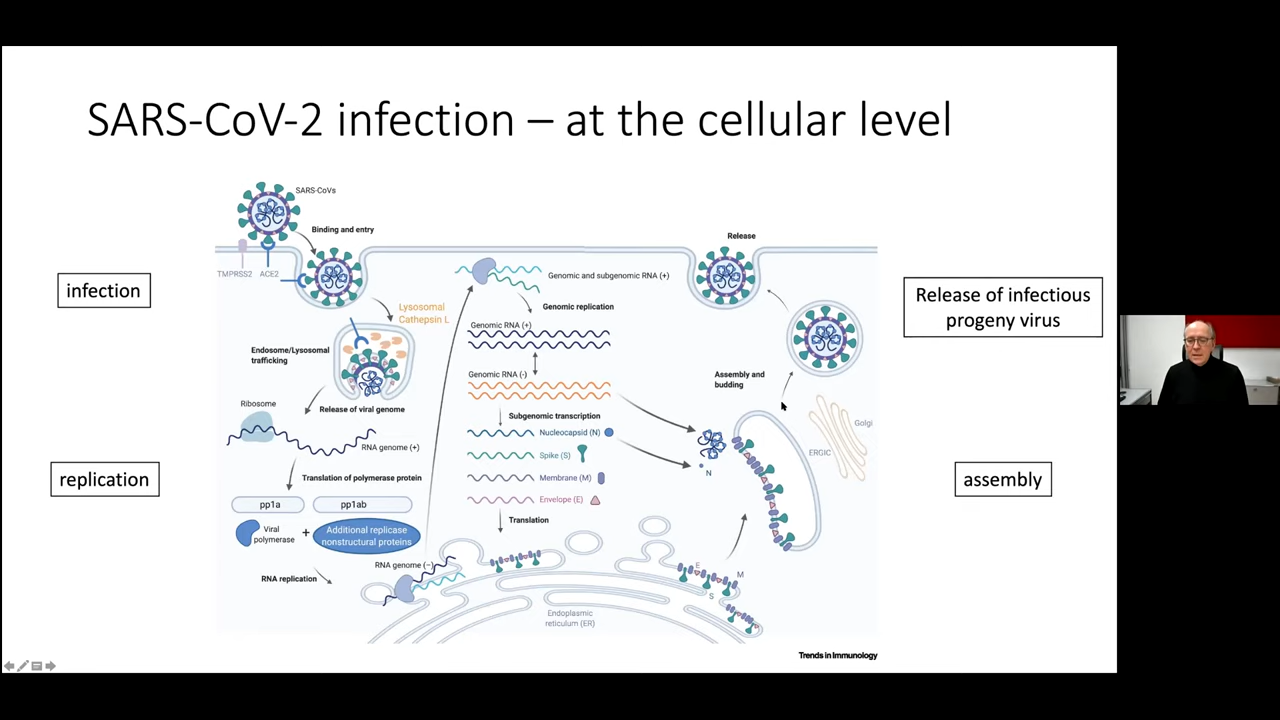 SARS-CoV-2 infection – at the cellular level
SARS-CoVs
Binding and entry
TMPRSS2
ACE2
infection
Lysosomal
Cathepsin L
Endosome/Lysosomal
trafficking
Release of viral genome
Ribosome
RNA genome (+)
replication
Translation of polymerase protein
pp1a
pp1ab
Viral
polymerase
+
Additional replicase
nonstructural proteins
RNA genome (–)
RNA replication
Genomic and subgenomic RNA (+)
Genomic replication
Genomic RNA (+)
Genomic RNA (-)
Subgenomic transcription
Nucleocapsid (N)
Spike (S)
Membrane (M)
Envelope (E)
Translation
Endoplasmic
reticulum (ER)
E
M
S
N
ERGIC
Golgi
Assembly and
budding
Release
Release of infectious
progeny virus
assembly
Trends in Immunology